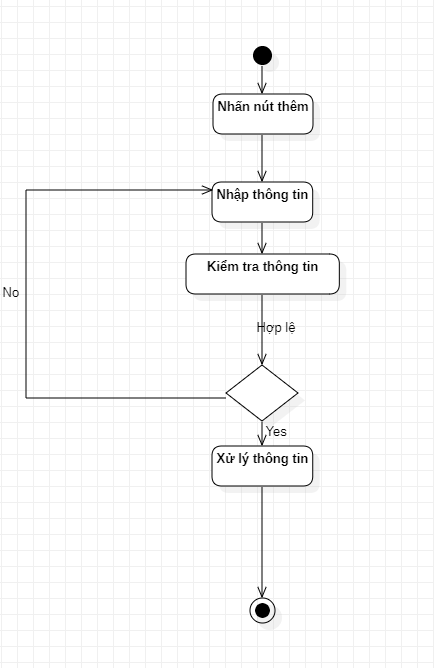 Nhấn nút thêm
Nhập thông tin
Kiểm tra thông tin
No
Hợp lệ
Yes
Xử lý thông tin